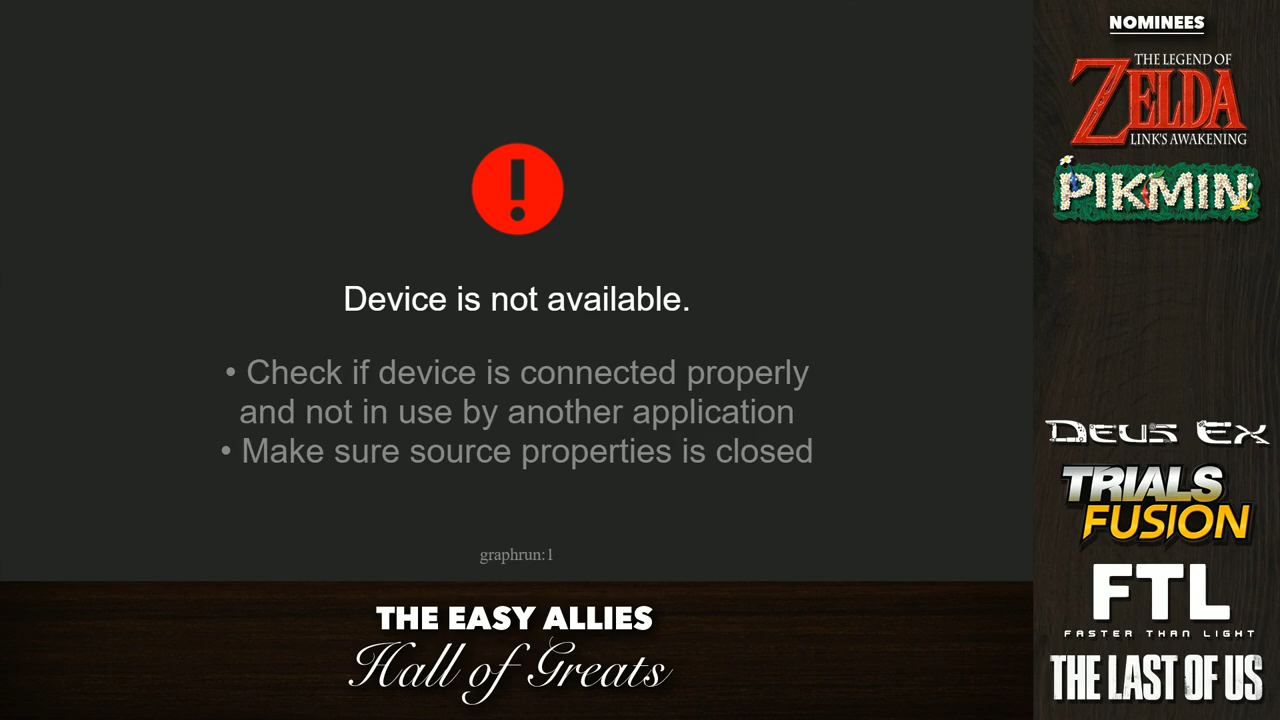 Device is not available.
• Check if device is connected properly
and not in use by another application
• Make sure source properties is closed
graphrun:1
THE EASY ALLIES
Hall of Greats
NOMINEES
THE LEGEND OF
ZELDA
LINK'S AWAKENING
PIKMIN
DEUS EX
TRIALS
FUSION
FTL
FASTER THAN LIGHT
THE LAST OF US